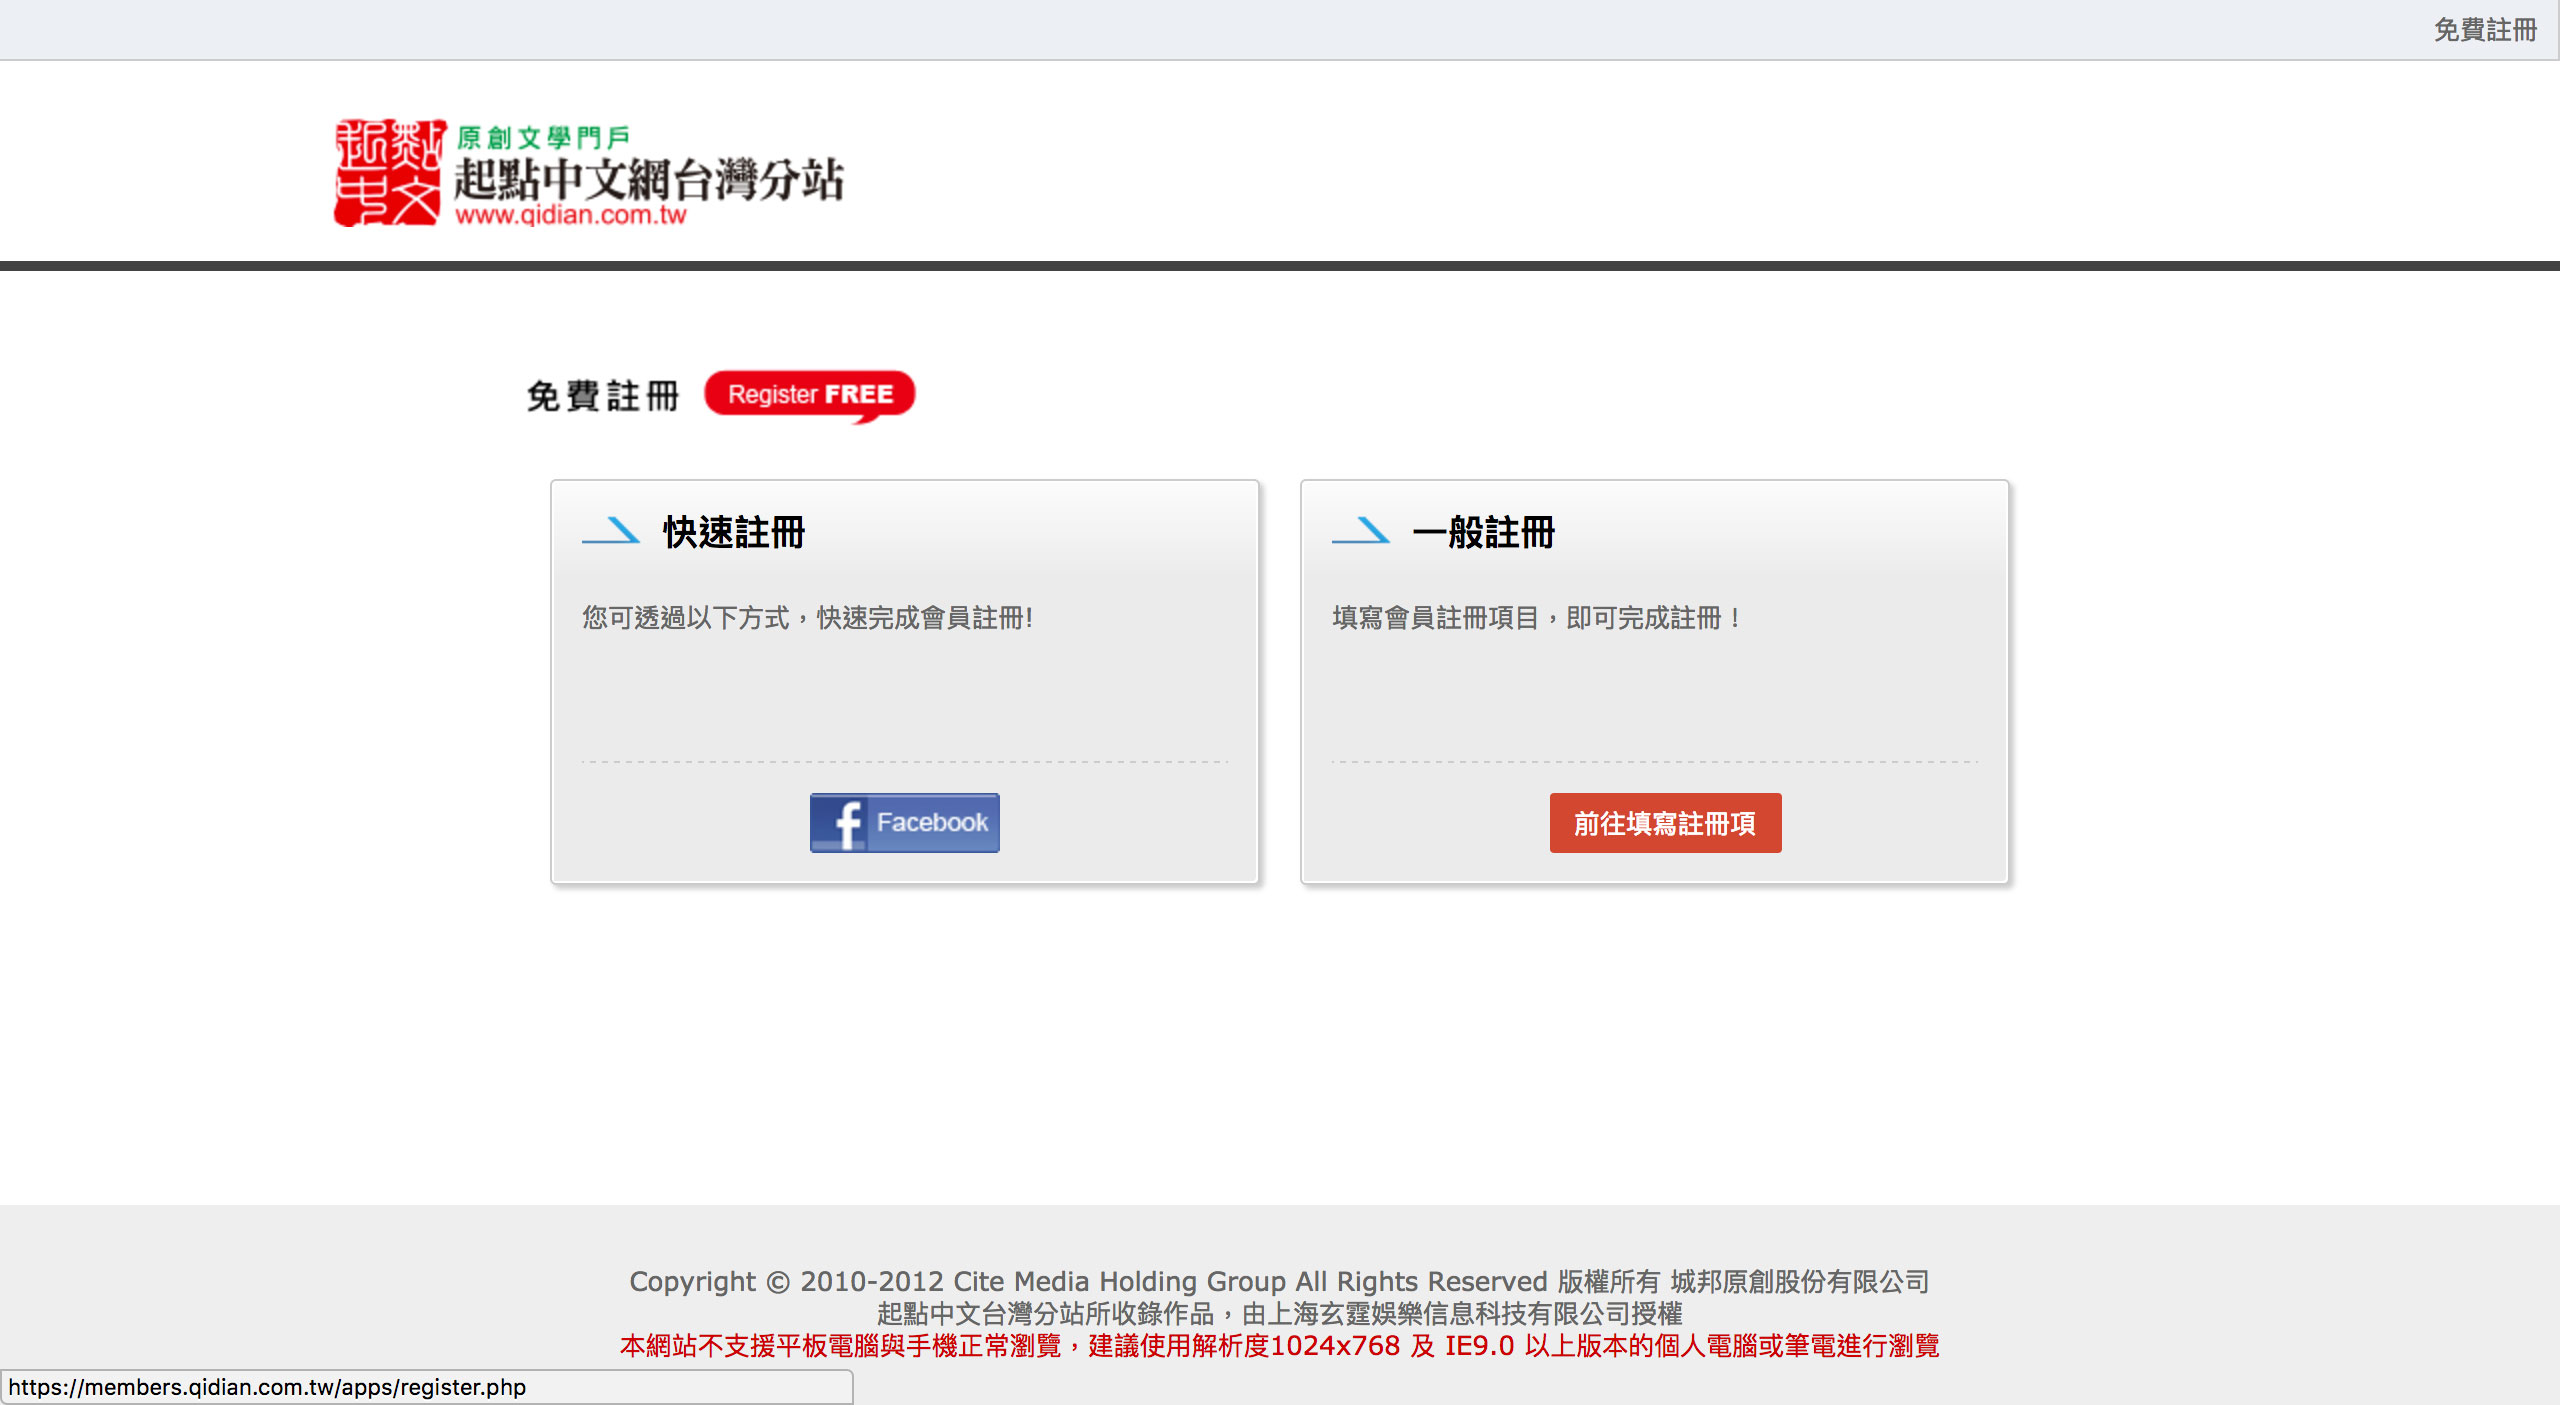 免費註冊
起點中文
原創文學門戶
起點中文網台灣分站
www.qidian.com.tw
免費註冊 Register FREE
快速註冊
您可透過以下方式，快速完成會員註冊!
Facebook
一般註冊
填寫會員註冊項目，即可完成註冊！
前往填寫註冊項
Copyright © 2010-2012 Cite Media Holding Group All Rights Reserved 版權所有 城邦原創股份有限公司
起點中文台灣分站所收錄作品，由上海玄霆娛樂信息科技有限公司授權
本網站不支援平板電腦與手機正常瀏覽，建議使用解析度1024x768 及 IE9.0 以上版本的個人電腦或筆電進行瀏覽
https://members.qidian.com.tw/apps/register.php